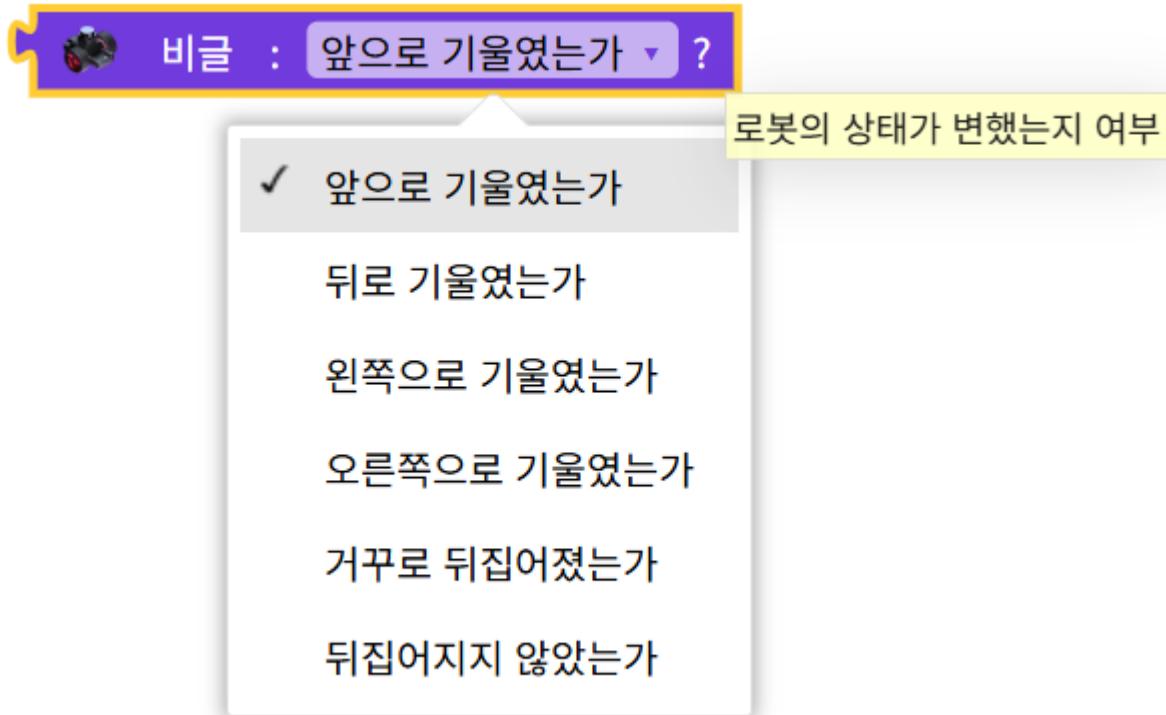 비글 : 앞으로 기울였는가 ▼ ?
로봇의 상태가 변했는지 여부
✓ 앞으로 기울였는가
뒤로 기울였는가
왼쪽으로 기울였는가
오른쪽으로 기울였는가
거꾸로 뒤집어졌는가
뒤집어지지 않았는가